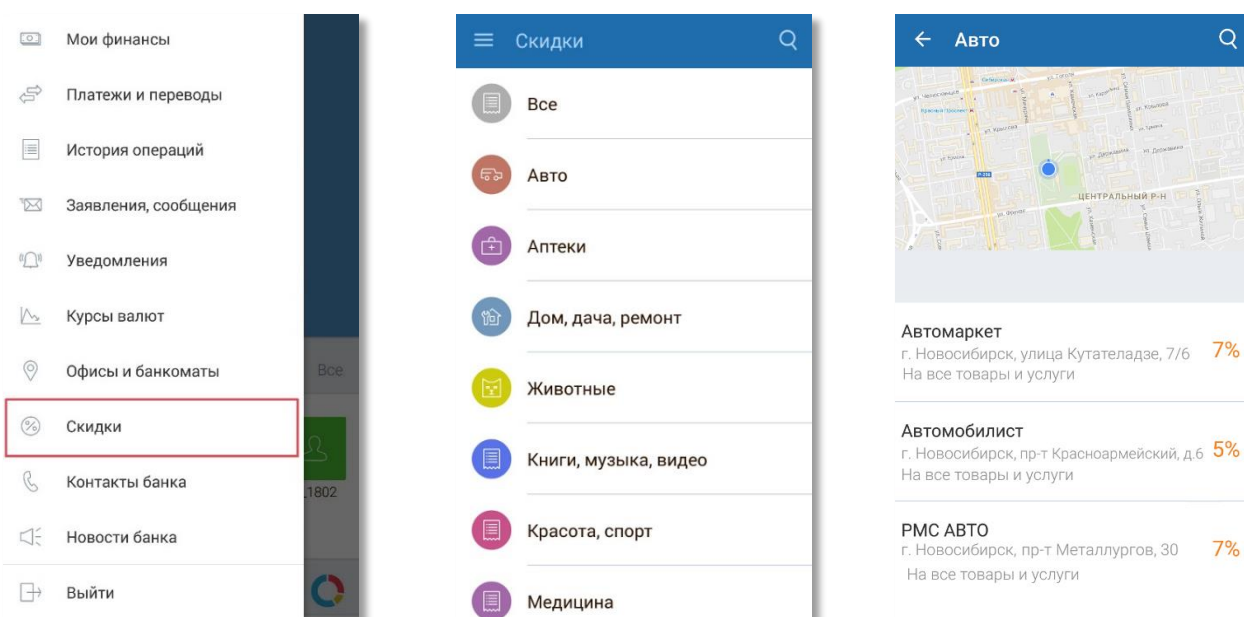 Мои финансы
Платежи и переводы
История операций
Заявления, сообщения
Уведомления
Курсы валют
Офисы и банкоматы
Все
Скидки
Контакты банка
1802
Новости банка
Выйти
Скидки
Все
Авто
Аптеки
Дом, дача, ремонт
Животные
Книги, музыка, видео
Красота, спорт
Медицина
Авто
ЦЕНТРАЛЬНЫЙ Р-Н
Автомаркет
г. Новосибирск, улица Кутателадзе, 7/6 7%
На все товары и услуги
Автомобилист
г. Новосибирск, пр-т Красноармейский, д.6 5%
На все товары и услуги
РМС АВТО
г. Новосибирск, пр-т Металлургов, 30 7%
На все товары и услуги